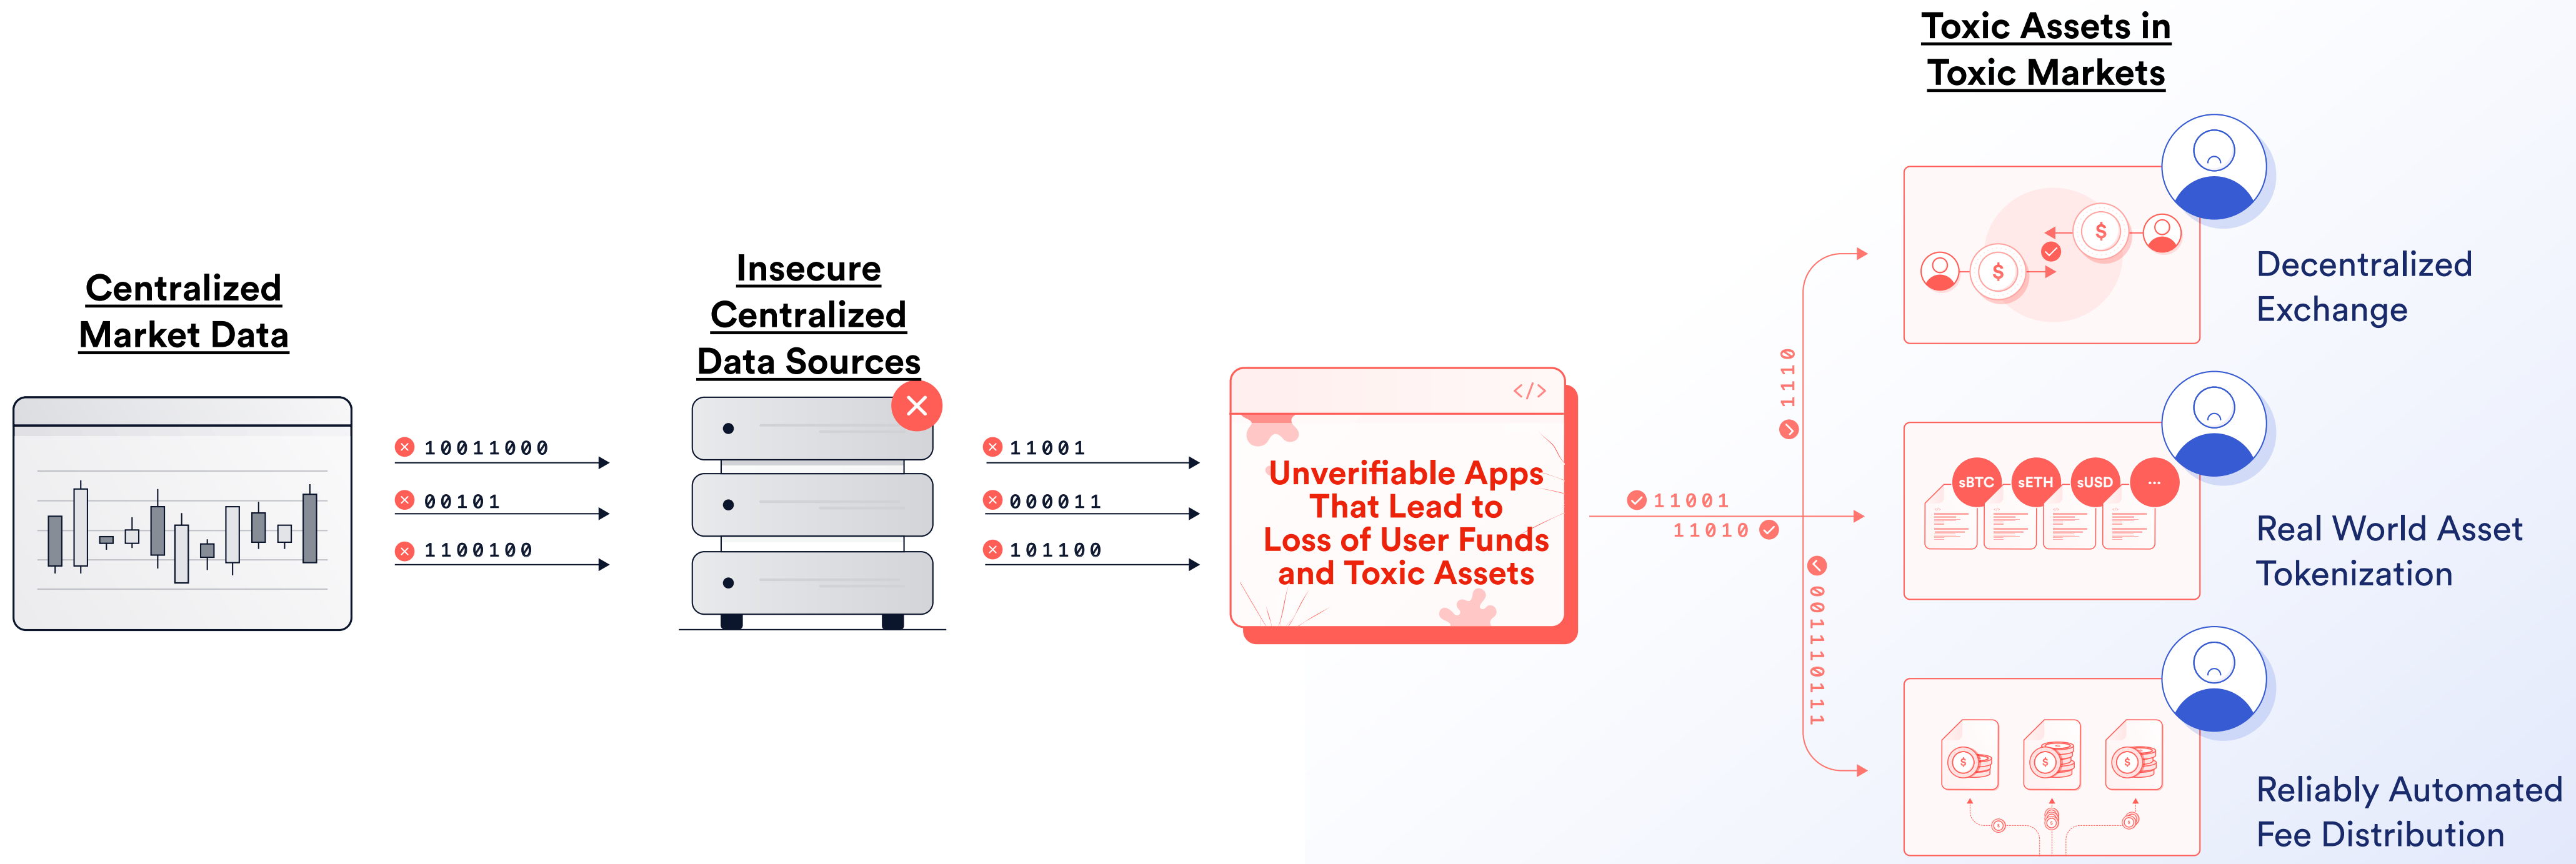 Centralized
Market Data
10011000
00101
1100100
Insecure
Centralized
Data Sources
11001
000011
101100
</>
Unverifiable Apps
That Lead to
Loss of User Funds
and Toxic Assets
11001
11010
11110
00011101111
Toxic Assets in
Toxic Markets
$
$
Decentralized
Exchange
sBTC sETH sUSD ...
Real World Asset
Tokenization
$ $ $
$ $ $
Reliably Automated
Fee Distribution